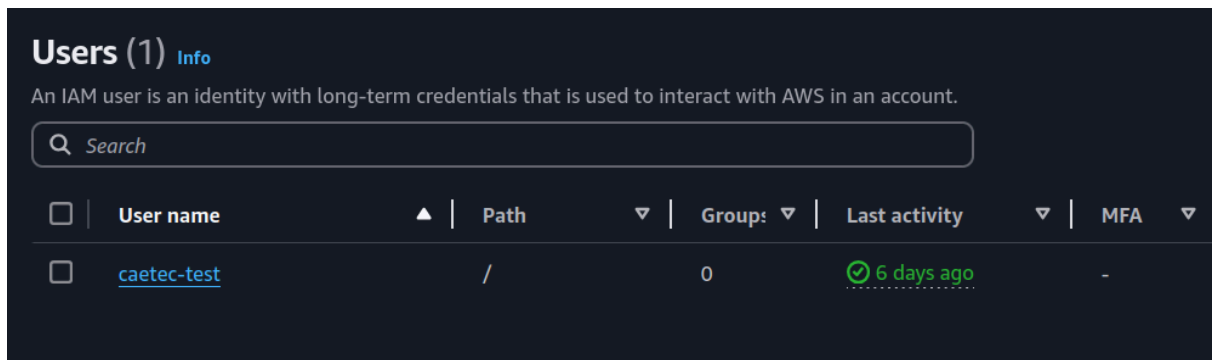 Users (1) Info
An IAM user is an identity with long-term credentials that is used to interact with AWS in an account.
Search
User name Path Groups Last activity MFA
caetec-test / 0 6 days ago -